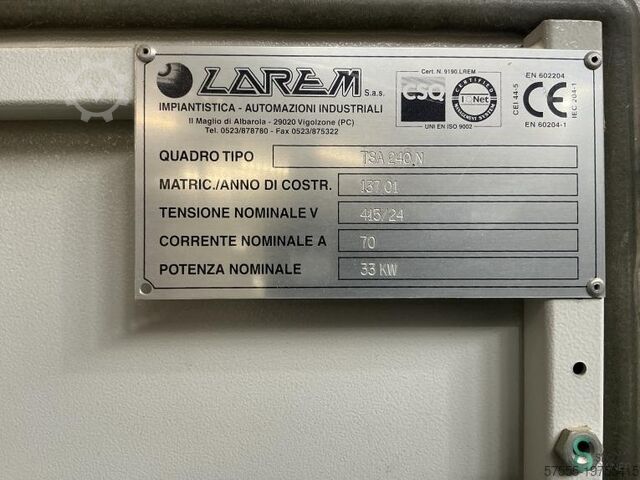 LAREM S.a.s.
IMPIANTISTICA - AUTOMAZIONI INDUSTRIALI
Il Maglio di Albarola - 29020 Vigolzone (PC)
Tel. 0523/878780 - Fax 0523/875322
Cert. N. 9190.LREM
CSQ
CERTIFIED
IQNet
MANAGEMENT SYSTEM
UNI EN ISO 9002
CEI 44-5
EN 602204
CE
EN 60204-1
IEC 204-1
QUADRO TIPO TSA 240.N
MATRIC./ANNO DI COSTR. 137.01
TENSIONE NOMINALE V 415/24
CORRENTE NOMINALE A 70
POTENZA NOMINALE 33 KW